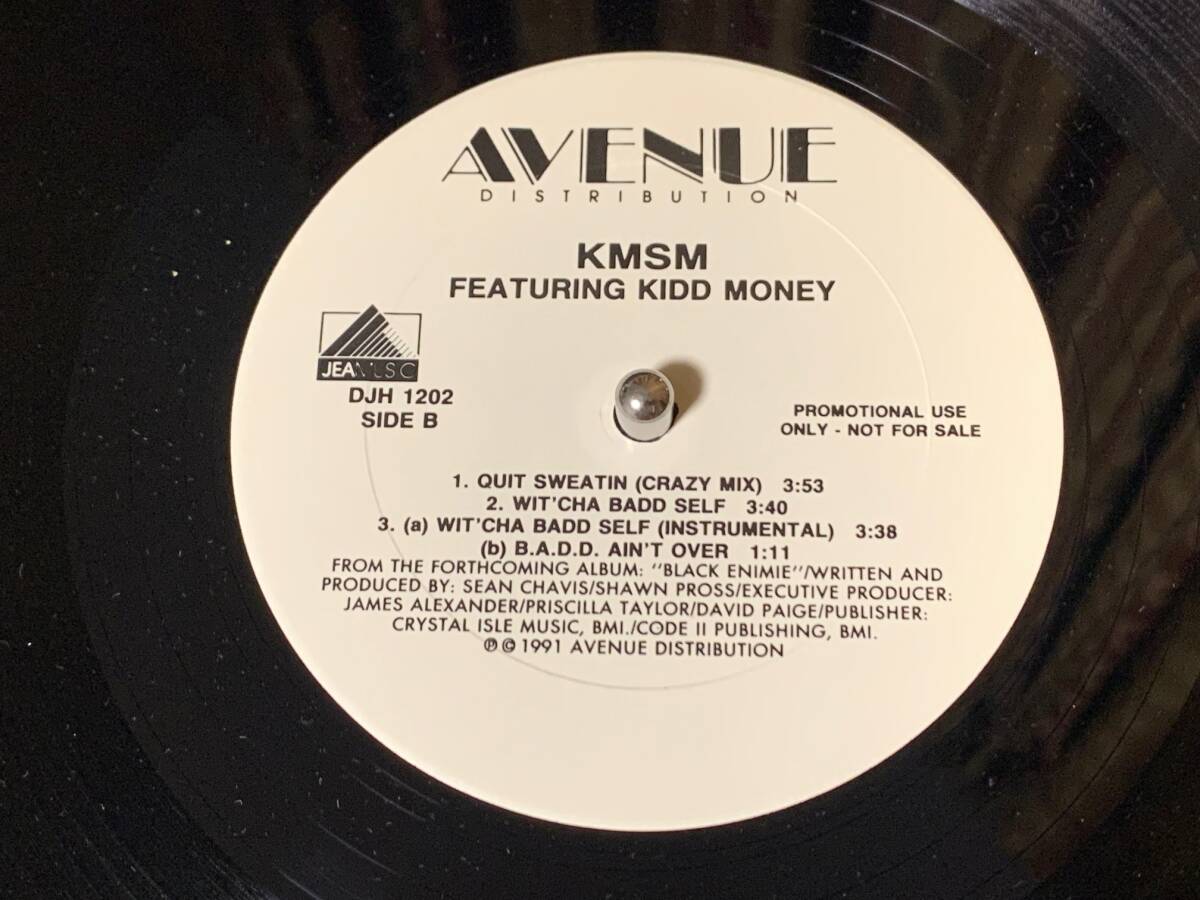 AVENUE
DISTRIBUTION
KMSM
FEATURING KIDD MONEY
JEAMUSIC
DJH 1202
SIDE B
PROMOTIONAL USE
ONLY - NOT FOR SALE
1. QUIT SWEATIN (CRAZY MIX) 3:53
2. WIT'CHA BADD SELF 3:40
3. (a) WIT'CHA BADD SELF (INSTRUMENTAL) 3:38
(b) B.A.D.D. AIN'T OVER 1:11
FROM THE FORTHCOMING ALBUM: "BLACK ENIMIE"/WRITTEN AND
PRODUCED BY: SEAN CHAVIS/SHAWN PROSS/EXECUTIVE PRODUCER:
JAMES ALEXANDER/PRISCILLA TAYLOR/DAVID PAIGE/PUBLISHER:
CRYSTAL ISLE MUSIC, BMI./CODE II PUBLISHING, BMI.
℗ © 1991 AVENUE DISTRIBUTION